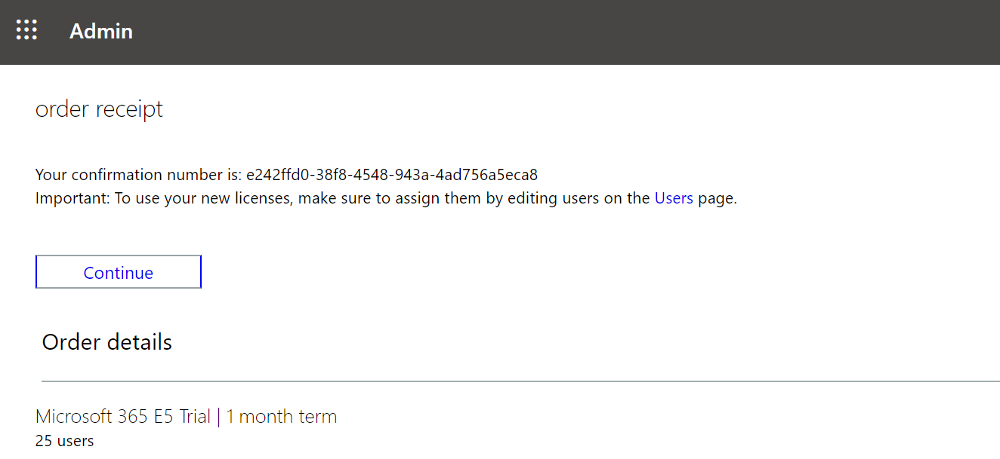 Admin
order receipt
Your confirmation number is: e242ffd0-38f8-4548-943a-4ad756a5eca8
Important: To use your new licenses, make sure to assign them by editing users on the Users page.
Continue
Order details
Microsoft 365 E5 Trial | 1 month term
25 users